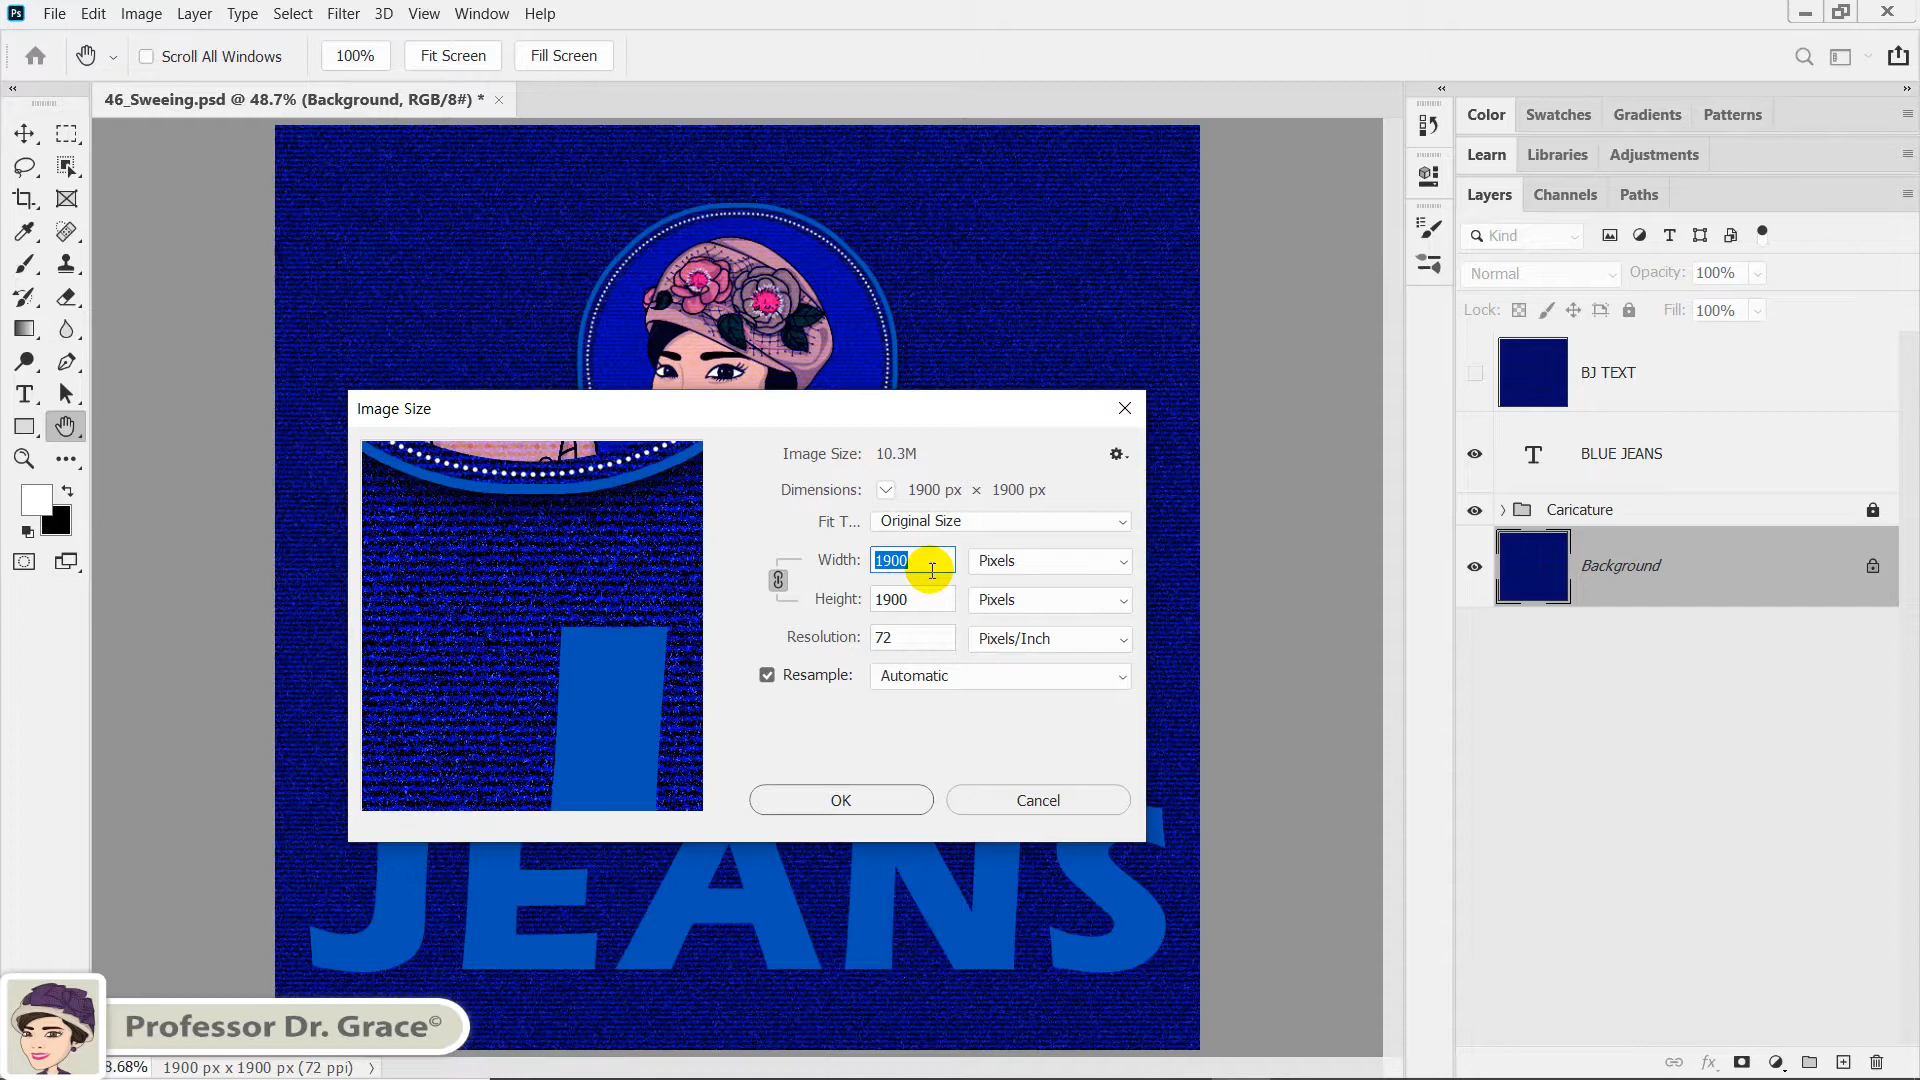 Ps File Edit Image Layer Type Select Filter 3D View Window Help
Scroll All Windows 100% Fit Screen Fill Screen
46_Sweeing.psd @ 48.7% (Background, RGB/8#) *
Color Swatches Gradients Patterns
Learn Libraries Adjustments
Layers Channels Paths
Kind
Normal Opacity: 100%
Lock: Fill: 100%
BJ TEXT
BLUE JEANS
Caricature
Background
Image Size
Image Size: 10.3M
Dimensions: 1900 px × 1900 px
Fit T... Original Size
Width: 1900 Pixels
Height: 1900 Pixels
Resolution: 72 Pixels/Inch
Resample: Automatic
OK Cancel
JEANS
Professor Dr. Grace©
8.68% 1900 px x 1900 px (72 ppi)